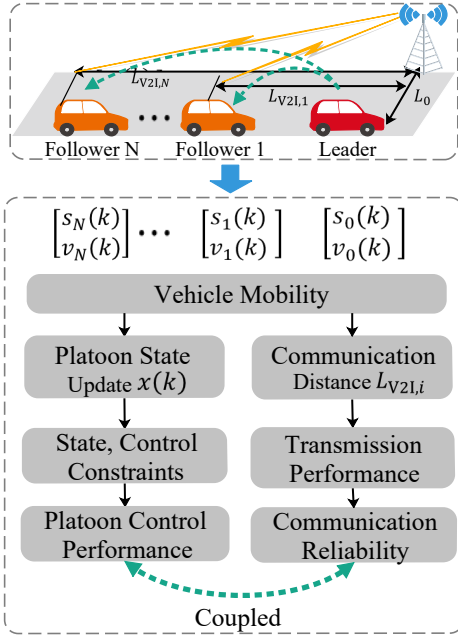 L_V2I,N
L_V2I,1
L_0
Follower N Follower 1 Leader
[s_N(k) v_N(k)] ••• [s_1(k) v_1(k)] [s_0(k) v_0(k)]
Vehicle Mobility
Platoon State
Update x(k)
Communication
Distance L_V2I,i
State, Control
Constraints
Transmission
Performance
Platoon Control
Performance
Communication
Reliability
Coupled